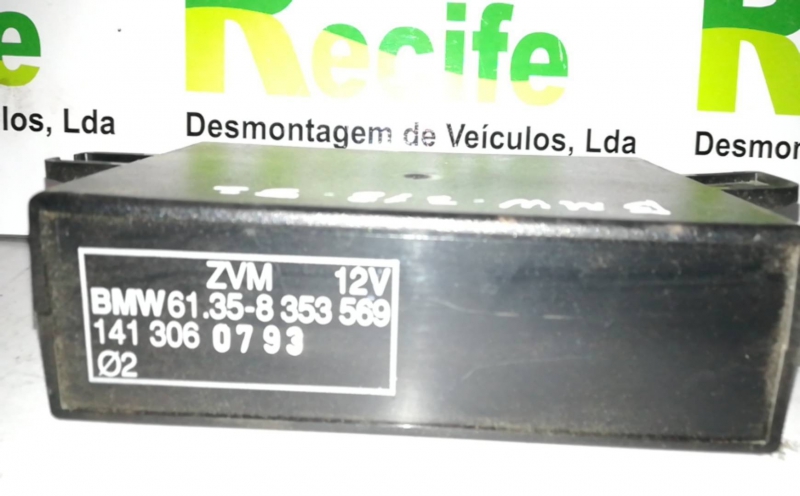 e Recife
los, Lda Desmontagem de Veículos, Lda Desmon
ZVM 12V
BMW 61.35-8 353 569
141 306 0793
Ø2